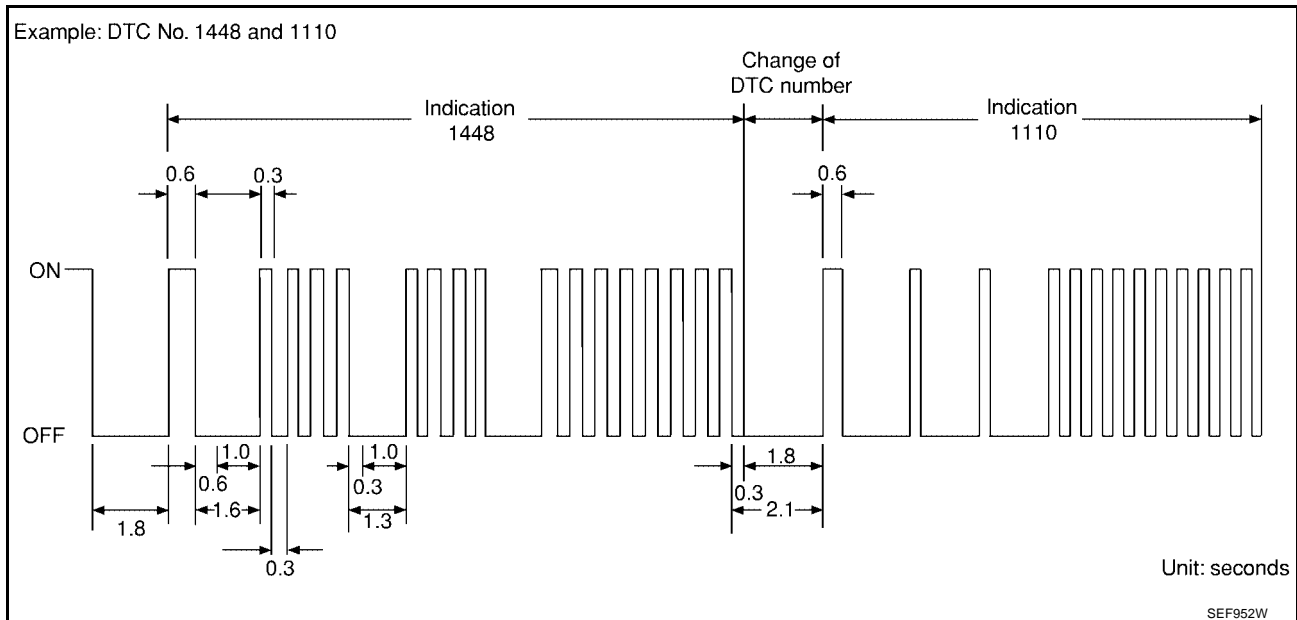 Example: DTC No. 1448 and 1110
Change of
DTC number
Indication
1448
Indication
1110
0.6
0.3
0.6
ON
OFF
1.0
1.0
1.8
0.6
0.3
0.3
1.8
1.6
1.3
2.1
0.3
Unit: seconds
SEF952W